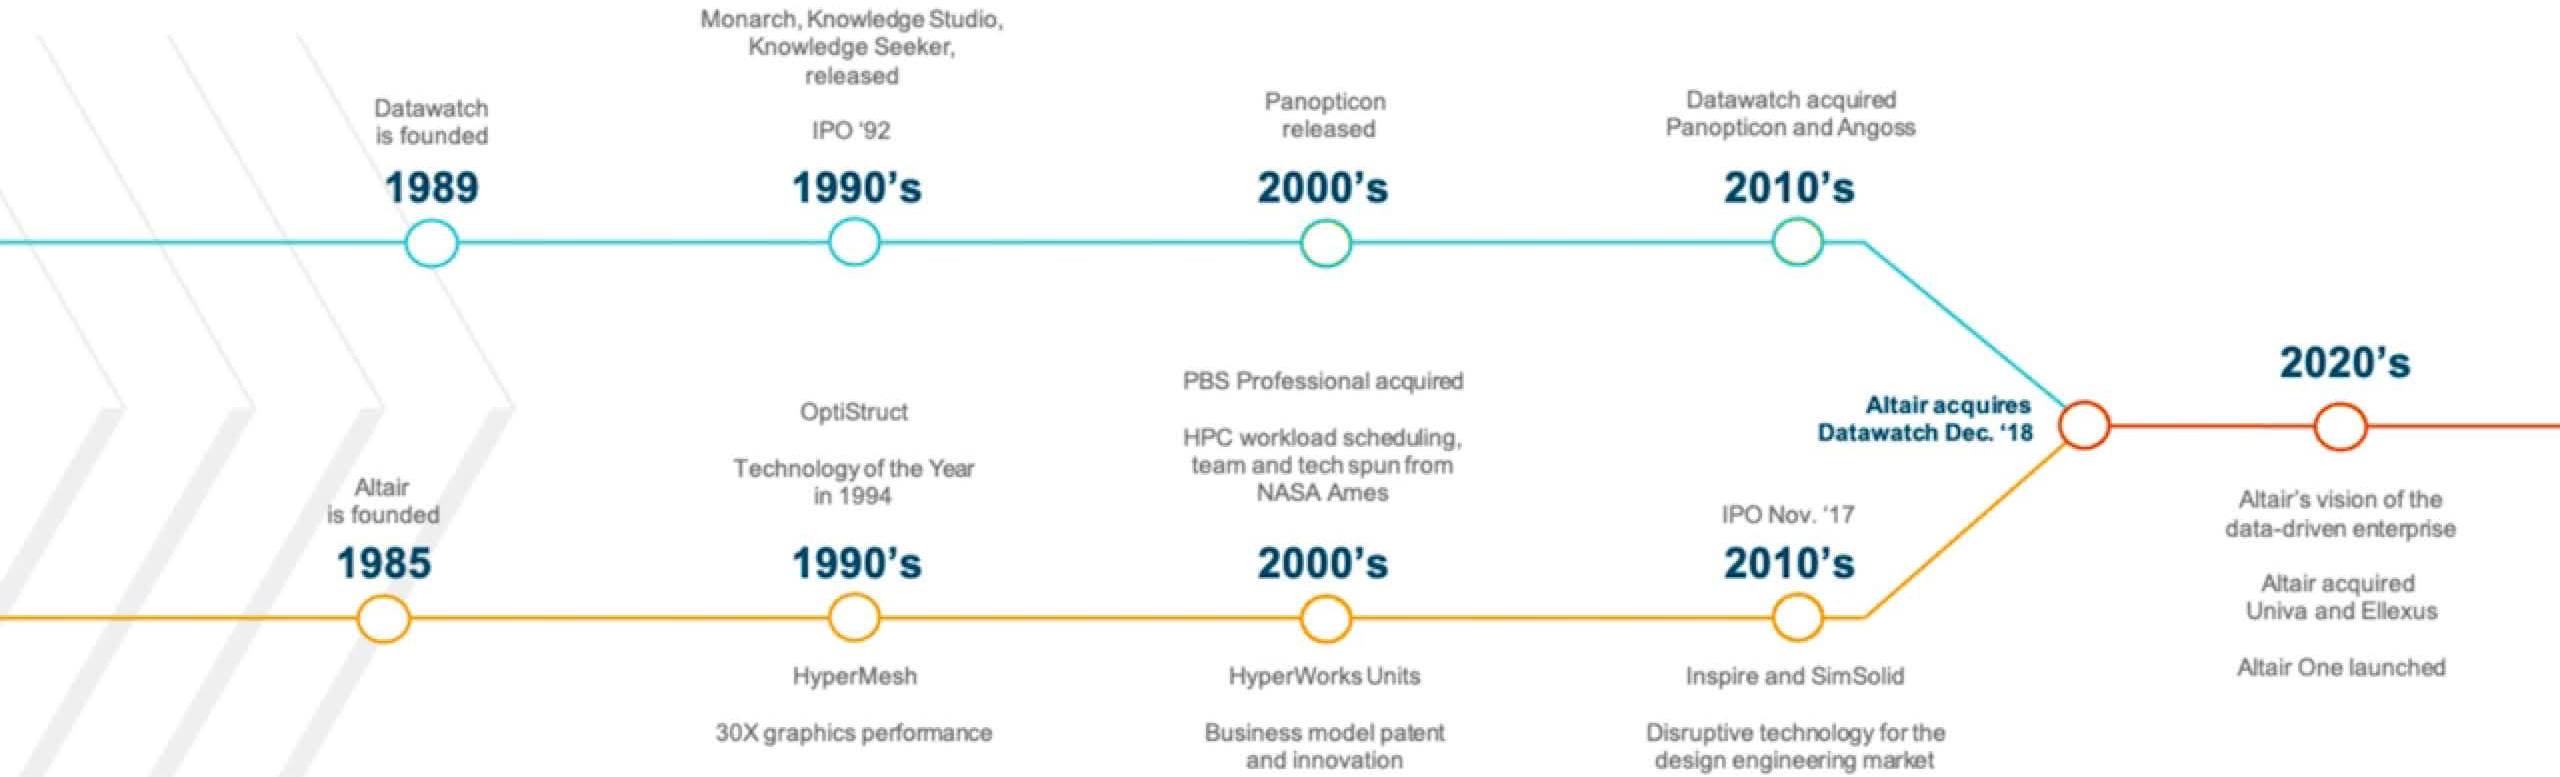 Datawatch
is founded
1989
Monarch, Knowledge Studio,
Knowledge Seeker,
released
IPO ‘92
1990’s
Panopticon
released
2000’s
Datawatch acquired
Panopticon and Angoss
2010’s
Altair
is founded
1985
OptiStruct
Technology of the Year
in 1994
1990’s
HyperMesh
30X graphics performance
PBS Professional acquired
HPC workload scheduling,
team and tech spun from
NASA Ames
2000’s
HyperWorks Units
Business model patent
and innovation
IPO Nov. ‘17
2010’s
Inspire and SimSolid
Disruptive technology for the
design engineering market
Altair acquires
Datawatch Dec. ‘18
2020’s
Altair’s vision of the
data-driven enterprise
Altair acquired
Univa and Ellexus
Altair One launched